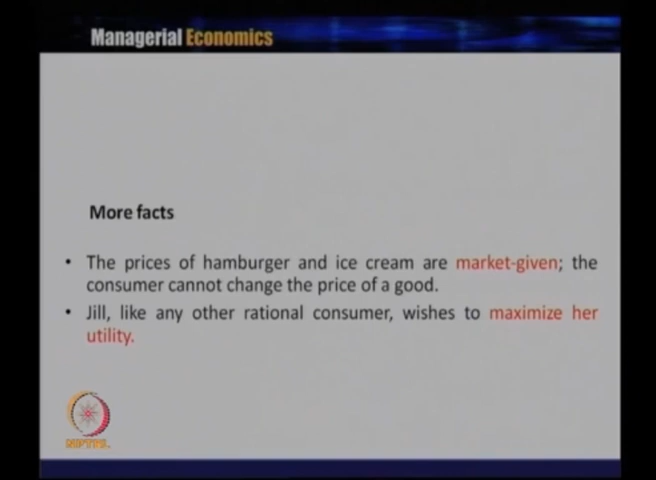 Managerial Economics
More facts
• The prices of hamburger and ice cream are market-given; the
consumer cannot change the price of a good.
• Jill, like any other rational consumer, wishes to maximize her
utility.
NPTEL